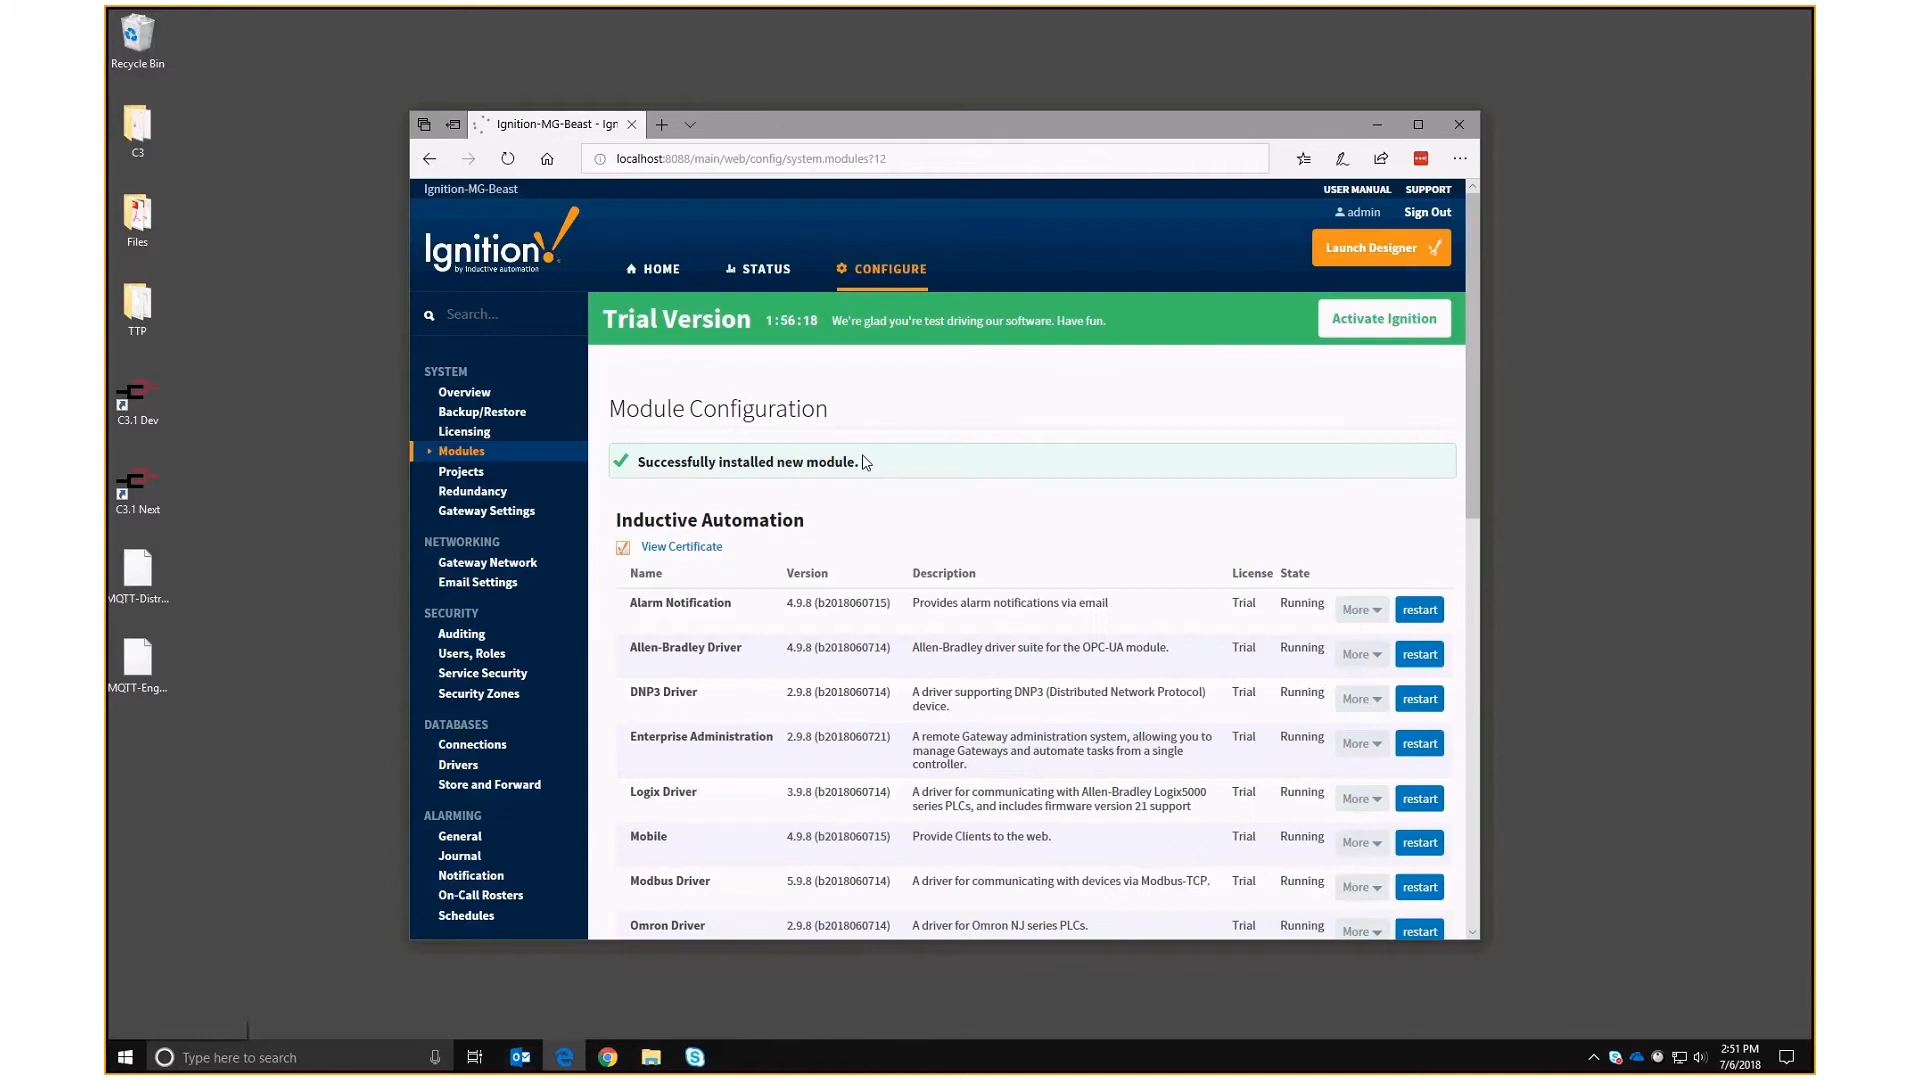 Recycle Bin
C3
Files
TTP
C3.1 Dev
C3.1 Next
MQTT-Distr...
MQTT-Eng...
Ignition-MG-Beast - Ign
localhost:8088/main/web/config/system.modules?12
Ignition-MG-Beast
USER MANUAL SUPPORT
admin Sign Out
Ignition!
by inductive automation
HOME STATUS CONFIGURE
Launch Designer
Search...
Trial Version 1:56:18 We're glad you're test driving our software. Have fun.
Activate Ignition
SYSTEM
Overview
Backup/Restore
Licensing
Modules
Projects
Redundancy
Gateway Settings
NETWORKING
Gateway Network
Email Settings
SECURITY
Auditing
Users, Roles
Service Security
Security Zones
DATABASES
Connections
Drivers
Store and Forward
ALARMING
General
Journal
Notification
On-Call Rosters
Schedules
Module Configuration
Successfully installed new module.
Inductive Automation
View Certificate
Name Version Description License State
Alarm Notification 4.9.8 (b2018060715) Provides alarm notifications via email Trial Running More restart
Allen-Bradley Driver 4.9.8 (b2018060714) Allen-Bradley driver suite for the OPC-UA module. Trial Running More restart
DNP3 Driver 2.9.8 (b2018060714) A driver supporting DNP3 (Distributed Network Protocol) Trial Running More restart
device.
Enterprise Administration 2.9.8 (b2018060721) A remote Gateway administration system, allowing you to Trial Running More restart
manage Gateways and automate tasks from a single
controller.
Logix Driver 3.9.8 (b2018060714) A driver for communicating with Allen-Bradley Logix5000 Trial Running More restart
series PLCs, and includes firmware version 21 support
Mobile 4.9.8 (b2018060715) Provide Clients to the web. Trial Running More restart
Modbus Driver 5.9.8 (b2018060714) A driver for communicating with devices via Modbus-TCP. Trial Running More restart
Omron Driver 2.9.8 (b2018060714) A driver for Omron NJ series PLCs. Trial Running More restart
Type here to search
2:51 PM
7/6/2018